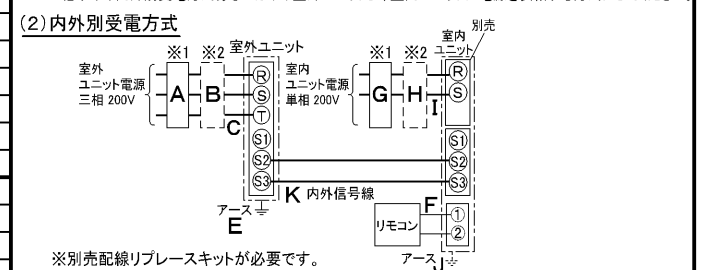 (2)内外別受電方式
※1 ※2 室外ユニット
室外
ユニット電源
三相 200V
A B C
R
S
T
S1
S2
S3
アース
E
※1 ※2
室内
ユニット
別売
室内
ユニット電源
単相 200V
G H I
R
S
S1
S2
S3
K 内外信号線
リモコン
F
①
②
アース
J
※別売配線リプレースキットが必要です。